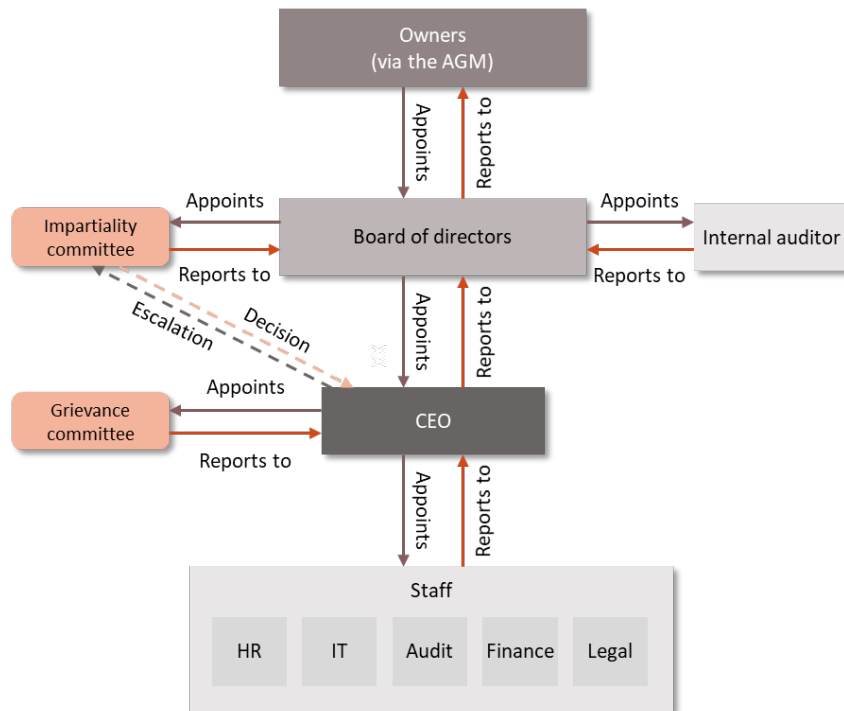 Owners
(via the AGM)
Appoints
Reports to
Appoints
Appoints
Impartiality
committee
Board of directors
Internal auditor
Reports to
Reports to
Decision
Escalation
Appoints
Reports to
Appoints
Grievance
committee
CEO
Reports to
Appoints
Reports to
Staff
HR
IT
Audit
Finance
Legal